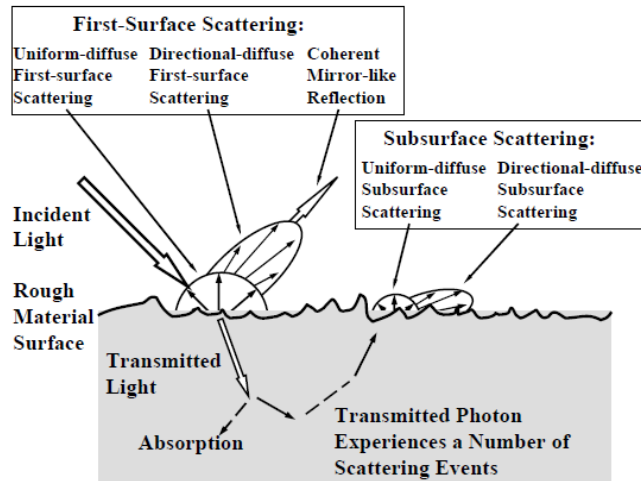 First-Surface Scattering:
Uniform-diffuse Directional-diffuse Coherent
First-surface First-surface Mirror-like
Scattering Scattering Reflection
Subsurface Scattering:
Uniform-diffuse Directional-diffuse
Subsurface Subsurface
Scattering Scattering
Incident
Light
Rough
Material
Surface
Transmitted
Light
Absorption
Transmitted Photon
Experiences a Number of
Scattering Events